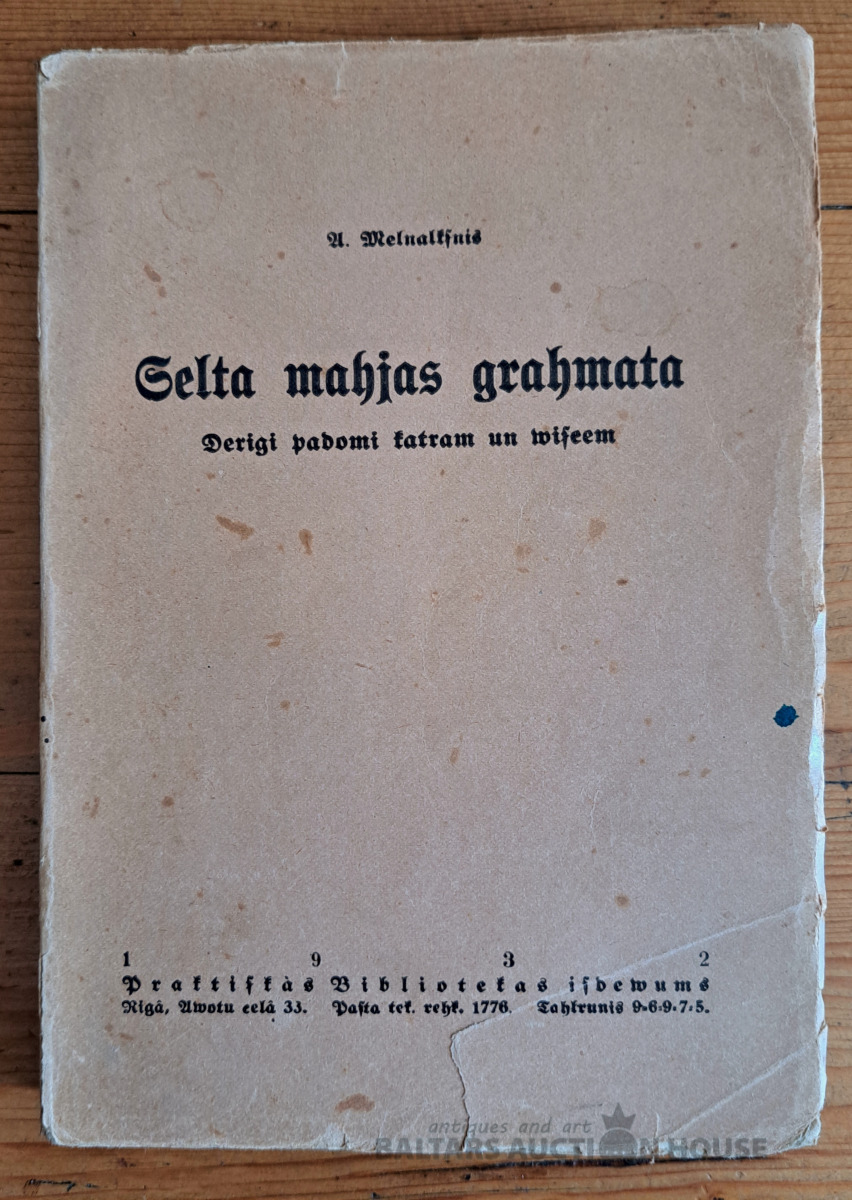 A. Melnalkſnis
Selta mahjas grahmata
Derigi padomi katram un wiſeem
1 9 3 2
Praktiſkàs Bibliotekas iſdewums
Rigâ, Awotu eelâ 33. Paſta tek. rehk. 1776. Tahlrunis 9-6-9-7-5.
antiques and art
BALTARS AUCTION HOUSE